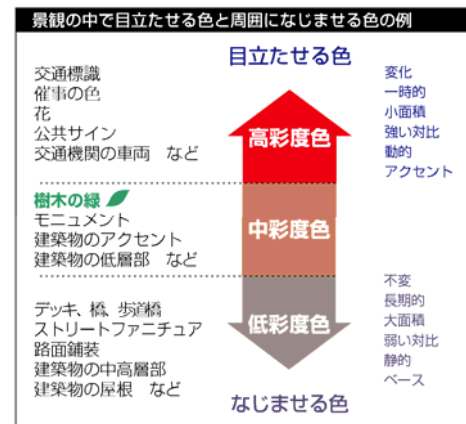 景観の中で目立たせる色と周囲になじませる色の例
目立たせる色
交通標識
催事の色
花
公共サイン
交通機関の車両　など
高彩度色
変化
一時的
小面積
強い対比
動的
アクセント
樹木の緑
モニュメント
建築物のアクセント
建築物の低層部　など
中彩度色
デッキ、橋、歩道橋
ストリートファニチュア
路面舗装
建築物の中高層部
建築物の屋根　など
低彩度色
不変
長期的
大面積
弱い対比
静的
ベース
なじませる色